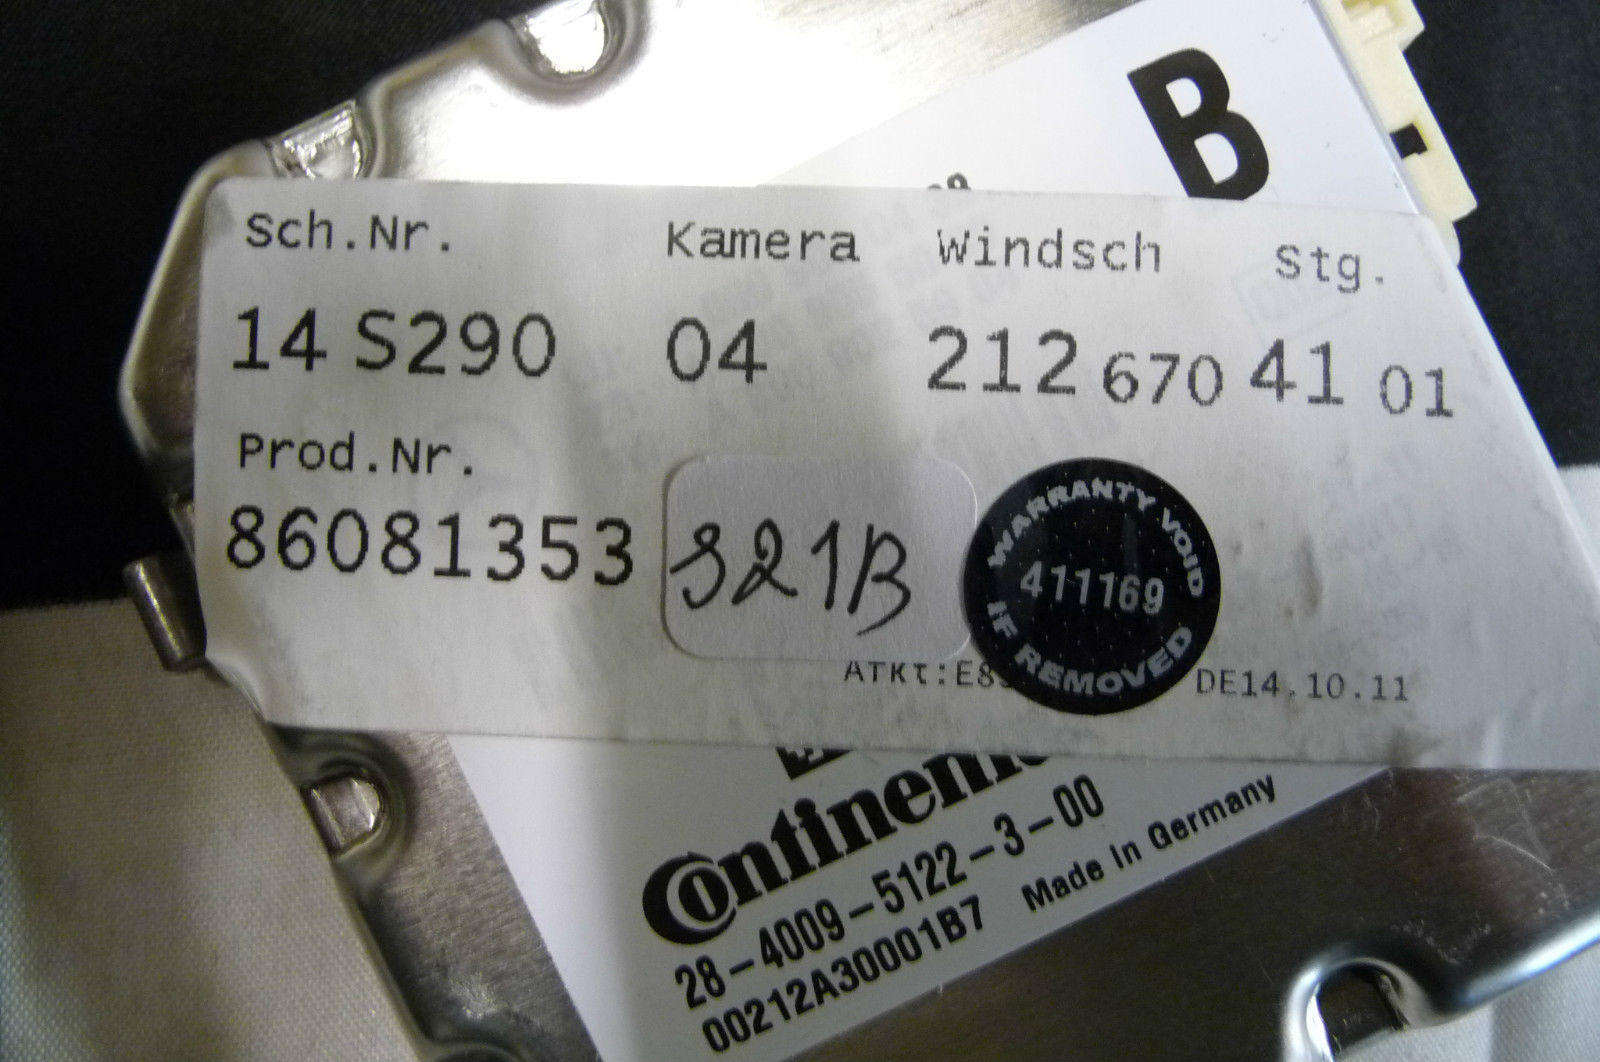 B
Sch.Nr. Kamera Windsch Stg.
14 S290 04 212 670 41 01
Prod.Nr.
86081353
321B
WARRANTY VOID
411169
IF REMOVED
DE14.10.11
Continental
28-4009-5122-3-00
00212A30001B7 Made in Germany